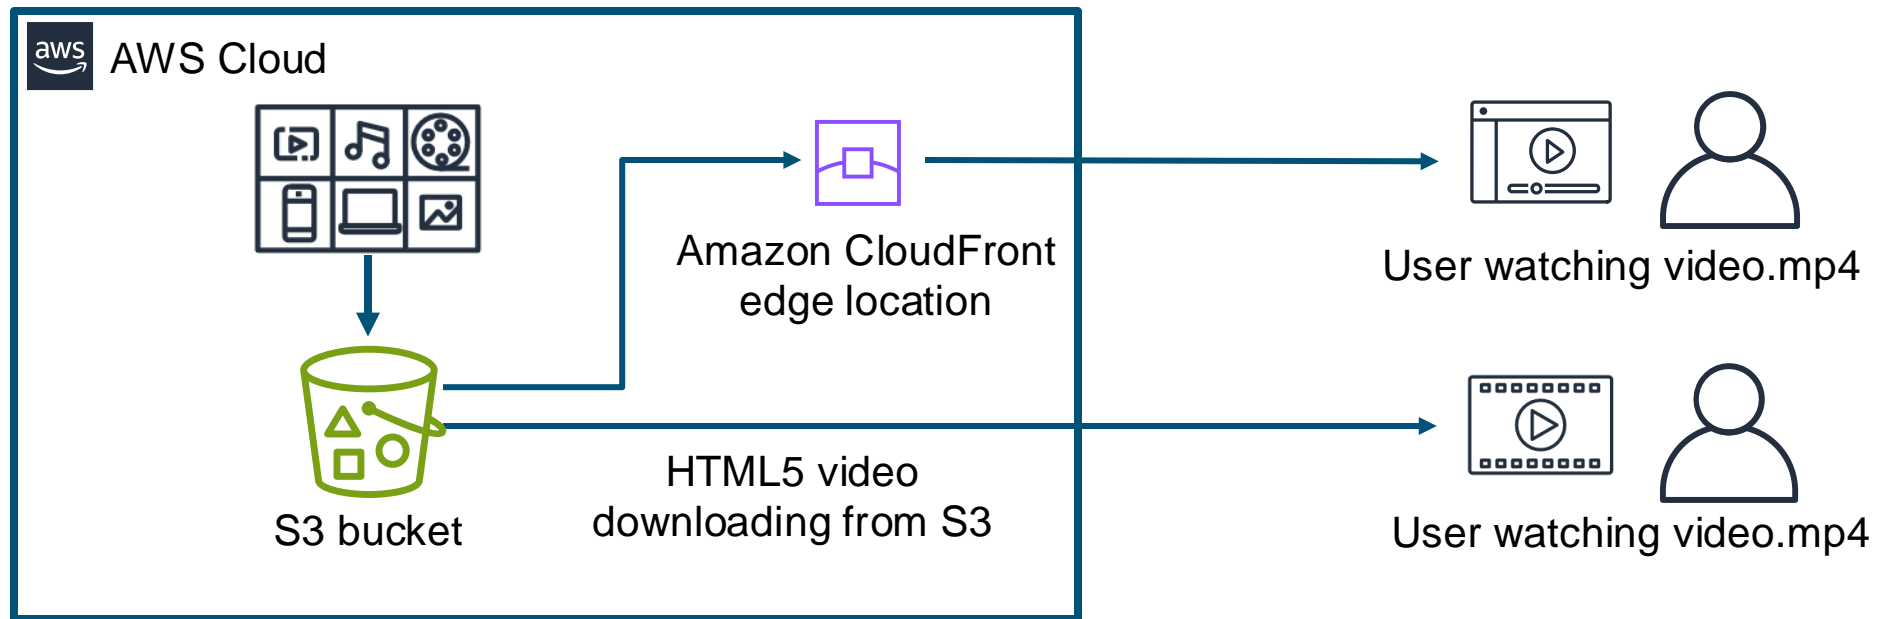 aws
AWS Cloud
Amazon CloudFront
edge location
User watching video.mp4
S3 bucket
HTML5 video
downloading from S3
User watching video.mp4